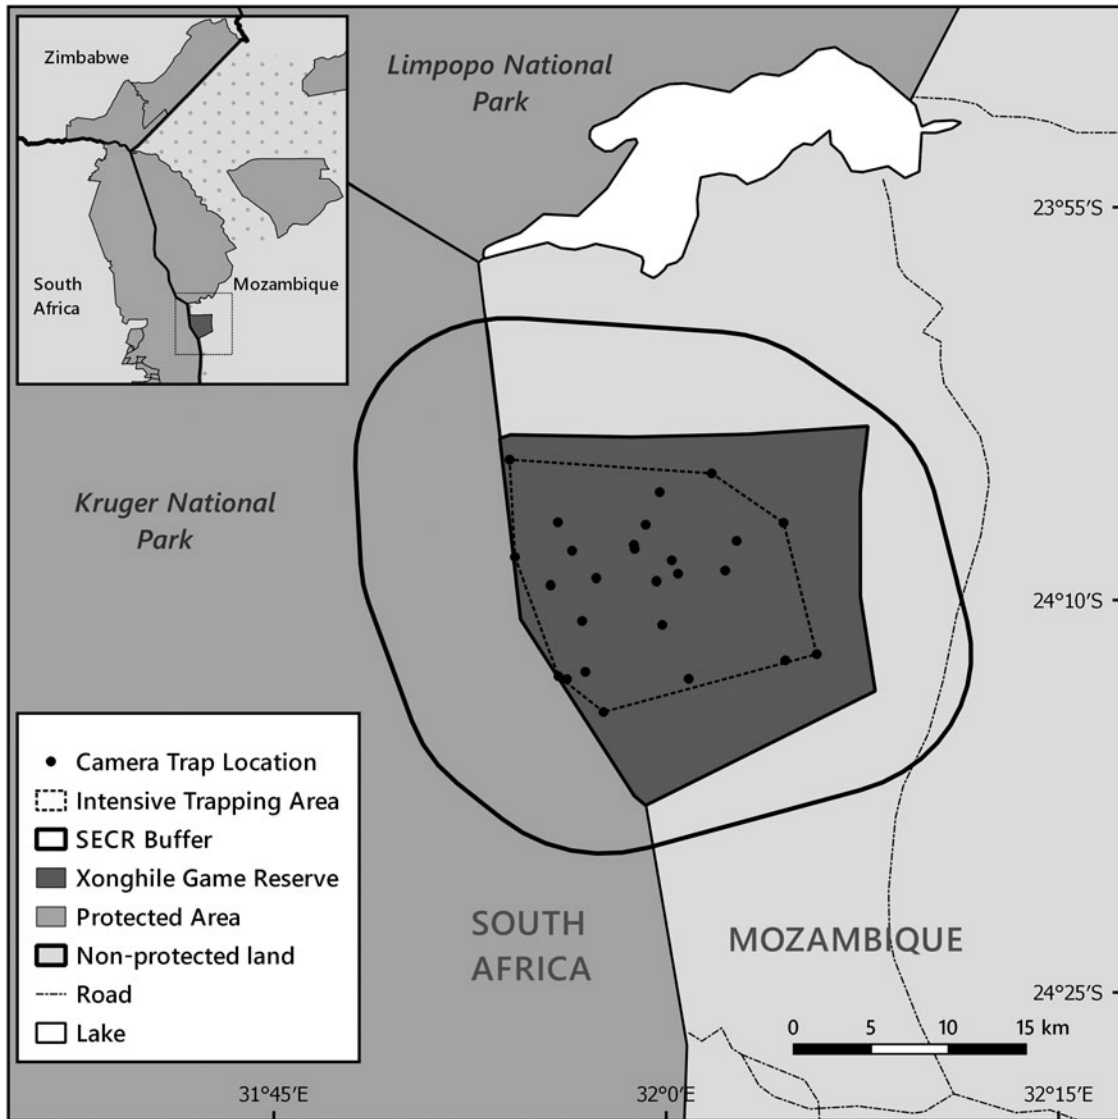 Zimbabwe
South
Africa
Mozambique
Limpopo National
Park
23°55′S
Kruger National
Park
24°10′S
Camera Trap Location
Intensive Trapping Area
SECR Buffer
Xonghile Game Reserve
Protected Area
Non-protected land
Road
Lake
SOUTH
AFRICA
MOZAMBIQUE
24°25′S
0 5 10 15 km
31°45′E 32°0′E 32°15′E